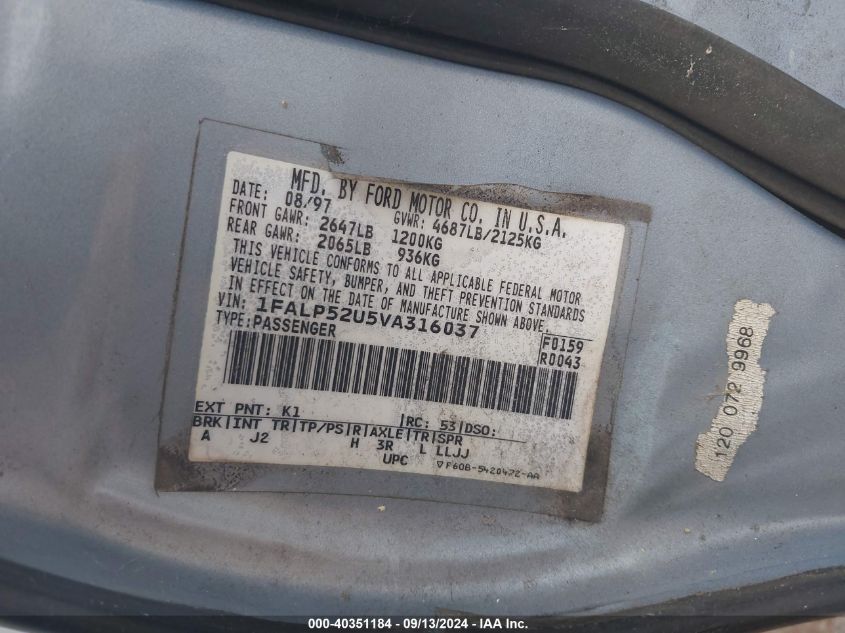 MFD. BY FORD MOTOR CO. IN U.S.A.
DATE: 08/97 GVWR: 4687LB/2125KG
FRONT GAWR: 2647LB 1200KG
REAR GAWR: 2065LB 936KG
THIS VEHICLE CONFORMS TO ALL APPLICABLE FEDERAL MOTOR
VEHICLE SAFETY, BUMPER, AND THEFT PREVENTION STANDARDS
IN EFFECT ON THE DATE OF MANUFACTURE SHOWN ABOVE.
VIN: 1FALP52U5VA316037
TYPE: PASSENGER
F0159
R0043
EXT PNT: K1 RC: 53 DSO:
BRK INT TR TP/PS R AXLE TR SPR
A J2 H 3R L LLJJ
UPC ▽F60B-5420472-AA
120 072 9968
000-40351184 - 09/13/2024 - © IAA Inc.